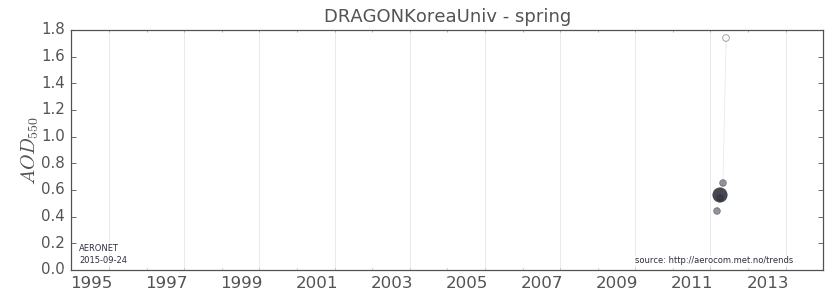 DRAGONKoreaUniv - spring
AOD550
1.8
1.6
1.4
1.2
1.0
0.8
0.6
0.4
0.2
0.0
AERONET
2015-09-24
source: http://aerocom.met.no/trends
1995 1997 1999 2001 2003 2005 2007 2009 2011 2013